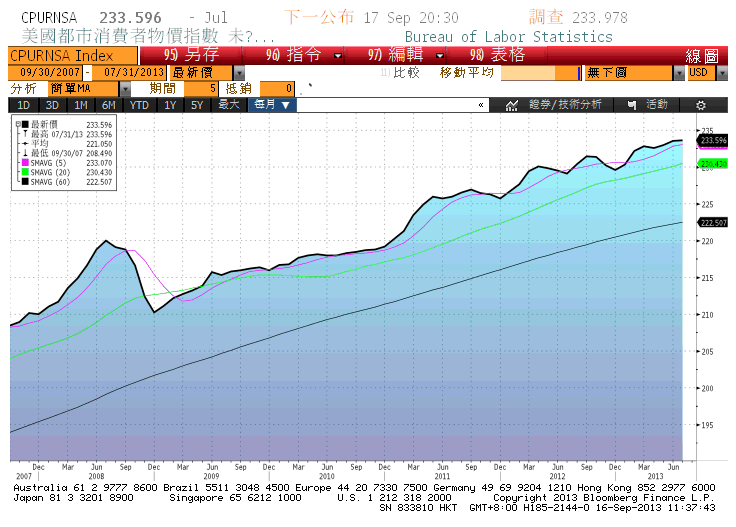 CPURNSA 233.596 - Jul 下一公布 17 Sep 20:30 調查 233.978
美國都市消費者物價指數 未?... Bureau of Labor Statistics
CPURNSA Index 95) 另存 96) 指令 97) 編輯 98) 表格 線圖
09/30/2007 - 07/31/2013 最新價 比較 移動平均 無下圖 USD
分析 簡單MA 期間 5 抵銷 0
1D 3D 1M 6M YTD 1Y 5Y 最大 每月 ▼ « 證券/技術分析 活動
最新價 233.596
最高 07/31/13 233.596
平均 221.050
最低 09/30/07 208.490
SMAVG (5) 233.070
SMAVG (20) 230.430
SMAVG (60) 222.507
235
233.596
230.430
230
225
222.507
220
215
210
205
200
195
Dec Mar Jun Sep Dec Mar Jun Sep Dec Mar Jun Sep Dec Mar Jun Sep Dec Mar Jun Sep Dec Mar Jun
2007 2008 2009 2010 2011 2012 2013
Australia 61 2 9777 8600 Brazil 5511 3048 4500 Europe 44 20 7330 7500 Germany 49 69 9204 1210 Hong Kong 852 2977 6000
Japan 81 3 3201 8900 Singapore 65 6212 1000 U.S. 1 212 318 2000 Copyright 2013 Bloomberg Finance L.P.
SN 833810 HKT GMT+8:00 H185-2144-0 16-Sep-2013 11:37:43